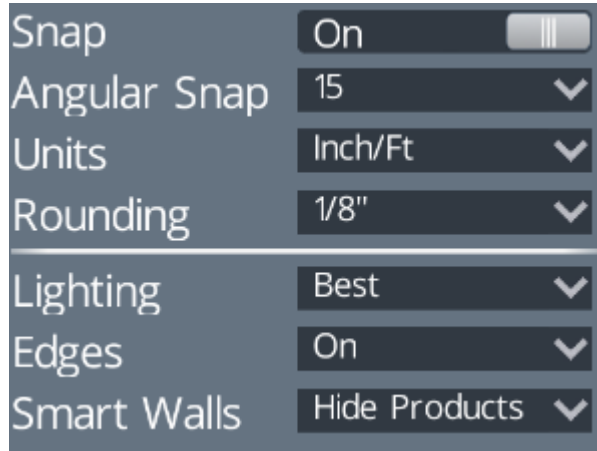 Snap On
Angular Snap 15
Units Inch/Ft
Rounding 1/8"
Lighting Best
Edges On
Smart Walls Hide Products